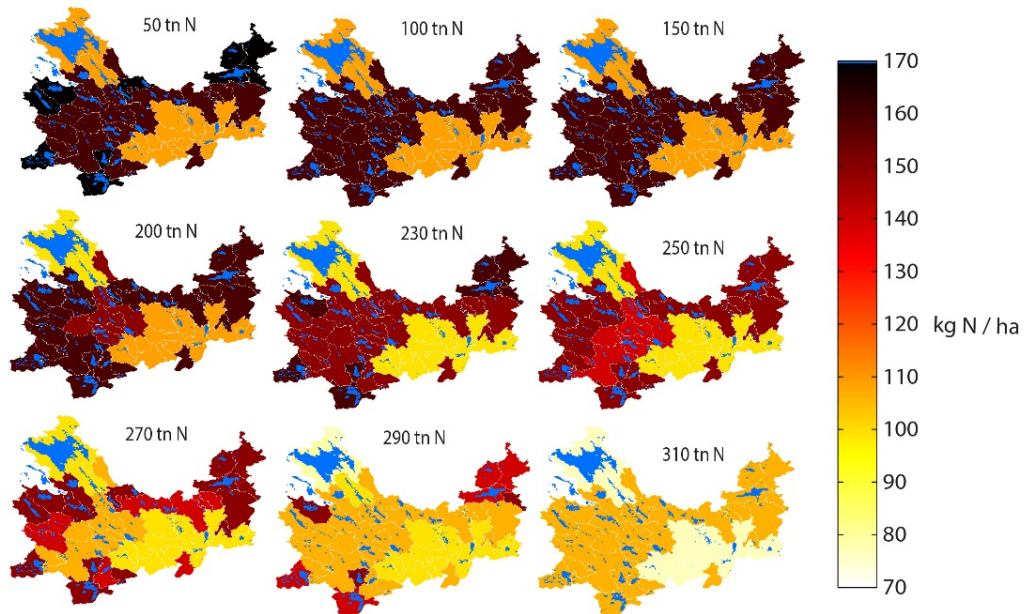 50 tn N
100 tn N
150 tn N
200 tn N
230 tn N
250 tn N
270 tn N
290 tn N
310 tn N
170
160
150
140
130
120
110
100
90
80
70
kg N / ha